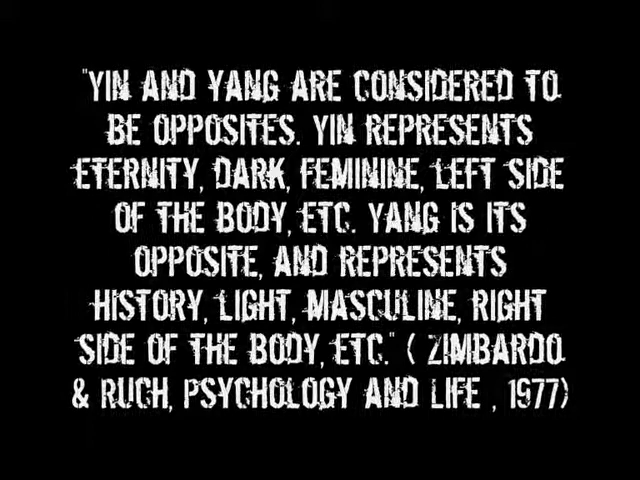 "YIN AND YANG ARE CONSIDERED TO
BE OPPOSITES. YIN REPRESENTS
ETERNITY, DARK, FEMININE, LEFT SIDE
OF THE BODY, ETC. YANG IS ITS
OPPOSITE, AND REPRESENTS
HISTORY, LIGHT, MASCULINE, RIGHT
SIDE OF THE BODY, ETC." ( ZIMBARDO
& RUCH, PSYCHOLOGY AND LIFE , 1977)